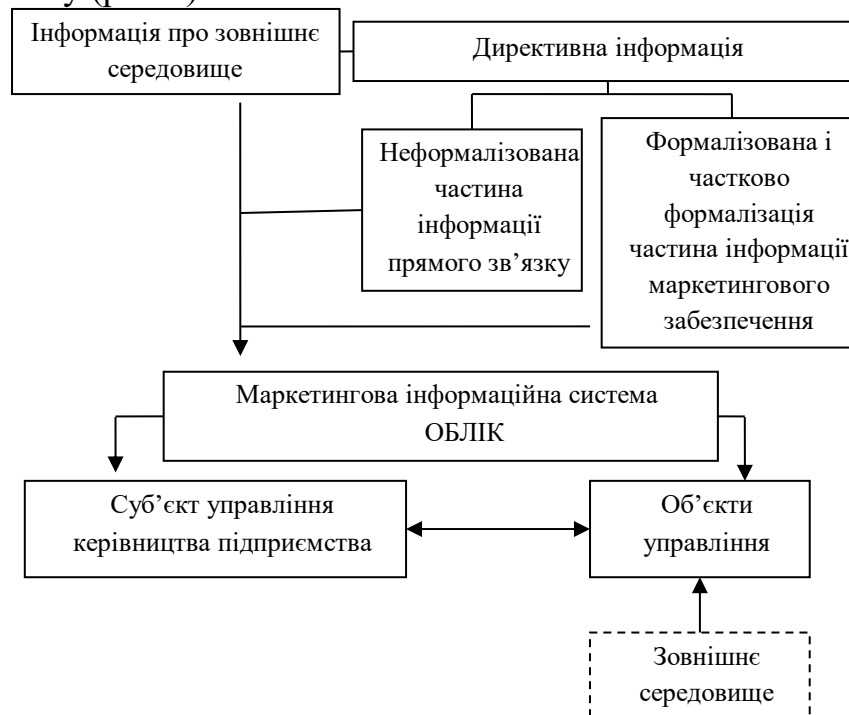 Інформація про зовнішнє
середовище
Директивна інформація
Неформалізована
частина
інформації
прямого зв’язку
Формалізована і
частково
формалізація
частина інформації
маркетингового
забезпечення
Маркетингова інформаційна система
ОБЛІК
Суб’єкт управління
керівництва підприємства
Об’єкти
управління
Зовнішнє
середовище